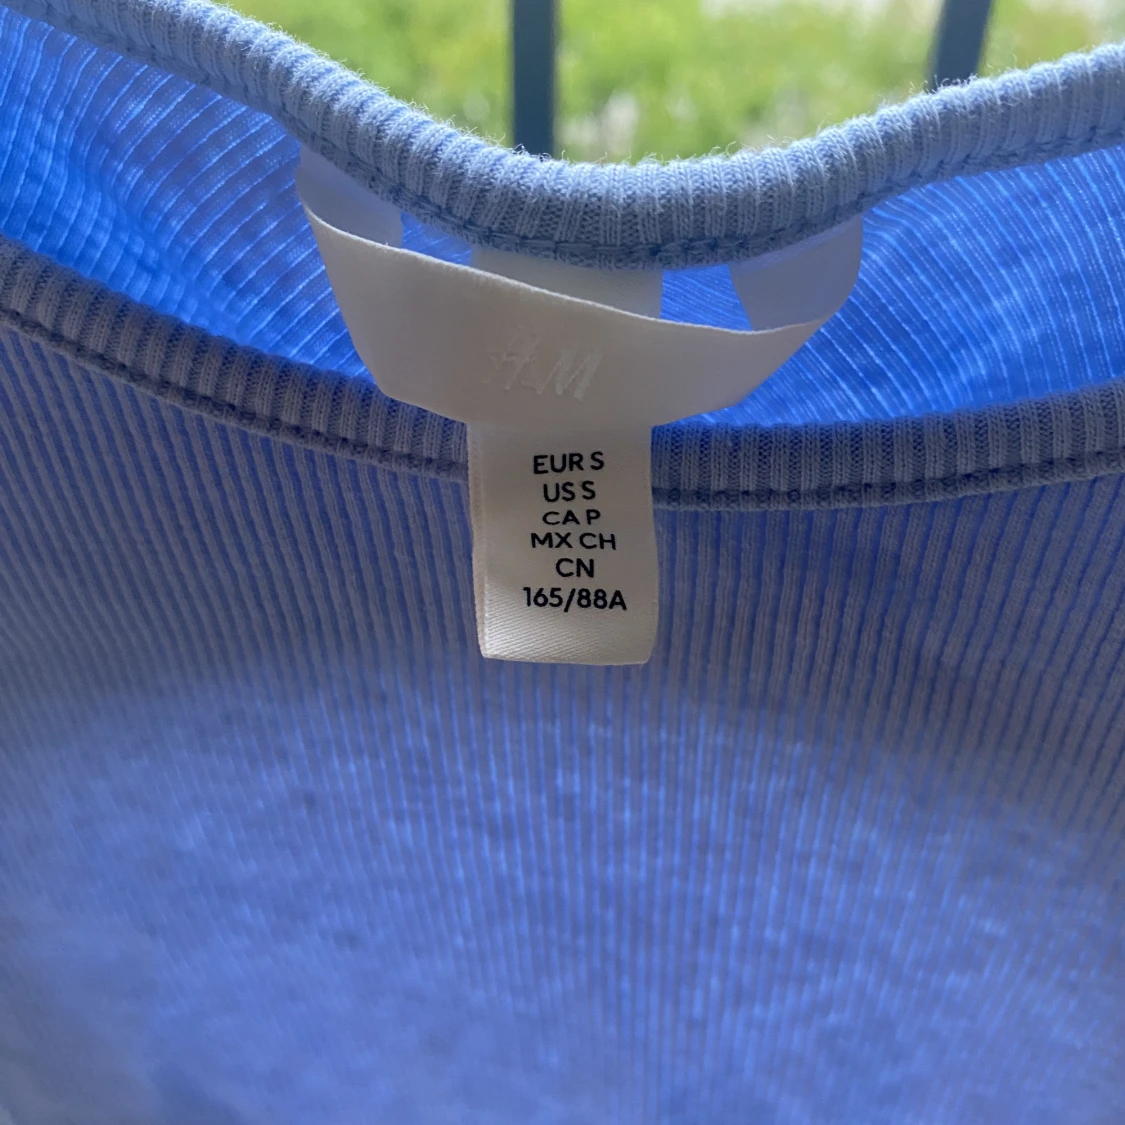 H&M
EUR S
US S
CA P
MX CH
CN
165/88A